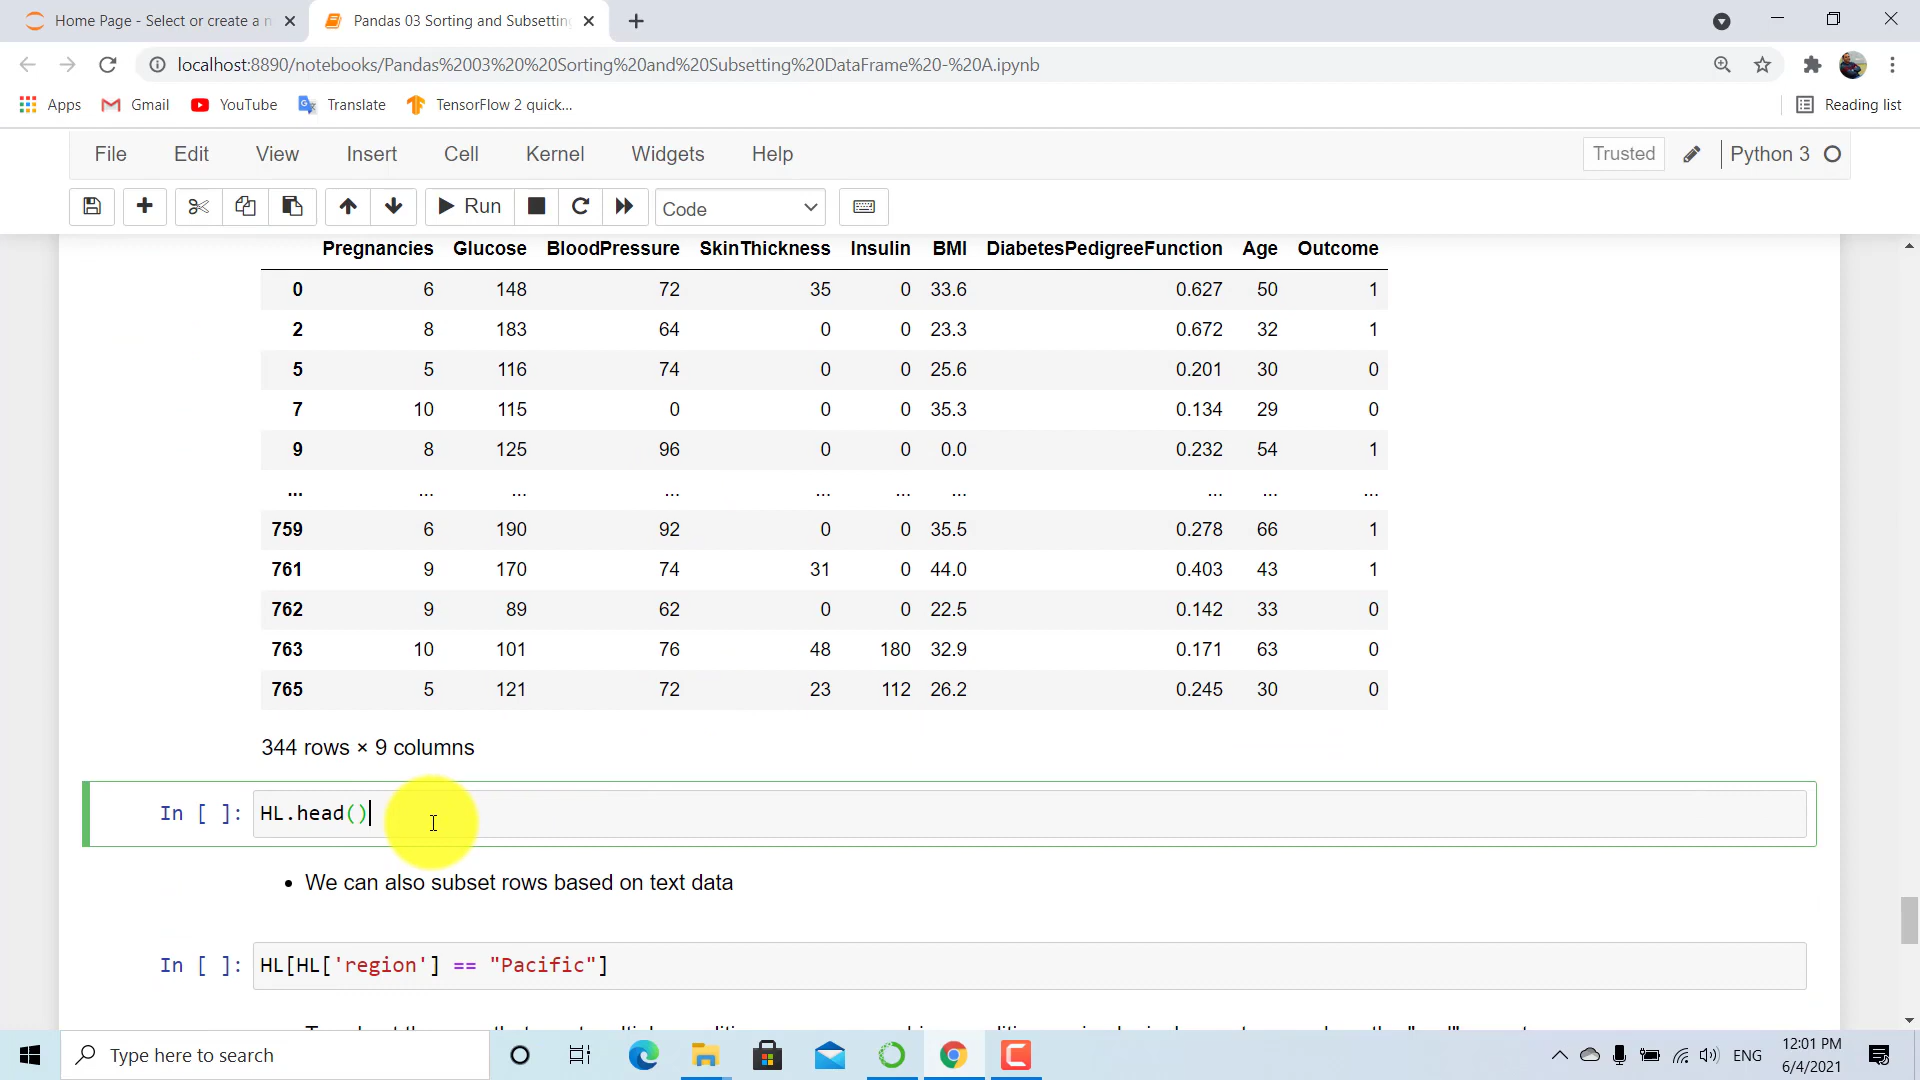 Home Page - Select or create a n
Pandas 03 Sorting and Subsetting
localhost:8890/notebooks/Pandas%2003%20%20Sorting%20and%20Subsetting%20DataFrame%20-%20A.ipynb
Apps Gmail YouTube Translate TensorFlow 2 quick... Reading list
File Edit View Insert Cell Kernel Widgets Help Trusted Python 3
Run Code
Pregnancies Glucose BloodPressure SkinThickness Insulin BMI DiabetesPedigreeFunction Age Outcome
0 6 148 72 35 0 33.6 0.627 50 1
2 8 183 64 0 0 23.3 0.672 32 1
5 5 116 74 0 0 25.6 0.201 30 0
7 10 115 0 0 0 35.3 0.134 29 0
9 8 125 96 0 0 0.0 0.232 54 1
... ... ... ... ... ... ... ... ... ...
759 6 190 92 0 0 35.5 0.278 66 1
761 9 170 74 31 0 44.0 0.403 43 1
762 9 89 62 0 0 22.5 0.142 33 0
763 10 101 76 48 180 32.9 0.171 63 0
765 5 121 72 23 112 26.2 0.245 30 0
344 rows × 9 columns
In [ ]: HL.head()
• We can also subset rows based on text data
In [ ]: HL[HL['region'] == "Pacific"]
Type here to search
ENG
12:01 PM
6/4/2021